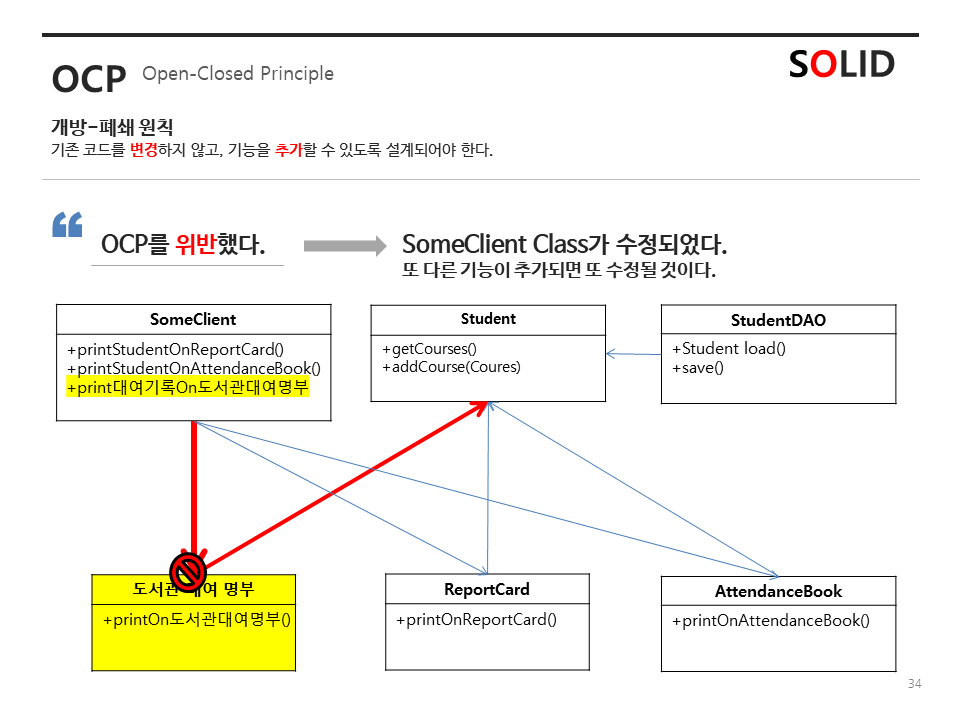 OCP Open-Closed Principle
SOLID
개방-폐쇄 원칙
기존 코드를 변경하지 않고, 기능을 추가할 수 있도록 설계되어야 한다.
“
OCP를 위반했다.
SomeClient Class가 수정되었다.
또 다른 기능이 추가되면 또 수정될 것이다.
SomeClient
+printStudentOnReportCard()
+printStudentOnAttendanceBook()
+print대여기록On도서관대여명부
Student
+getCourses()
+addCourse(Coures)
StudentDAO
+Student load()
+save()
도서관 대여 명부
+printOn도서관대여명부()
ReportCard
+printOnReportCard()
AttendanceBook
+printOnAttendanceBook()
34